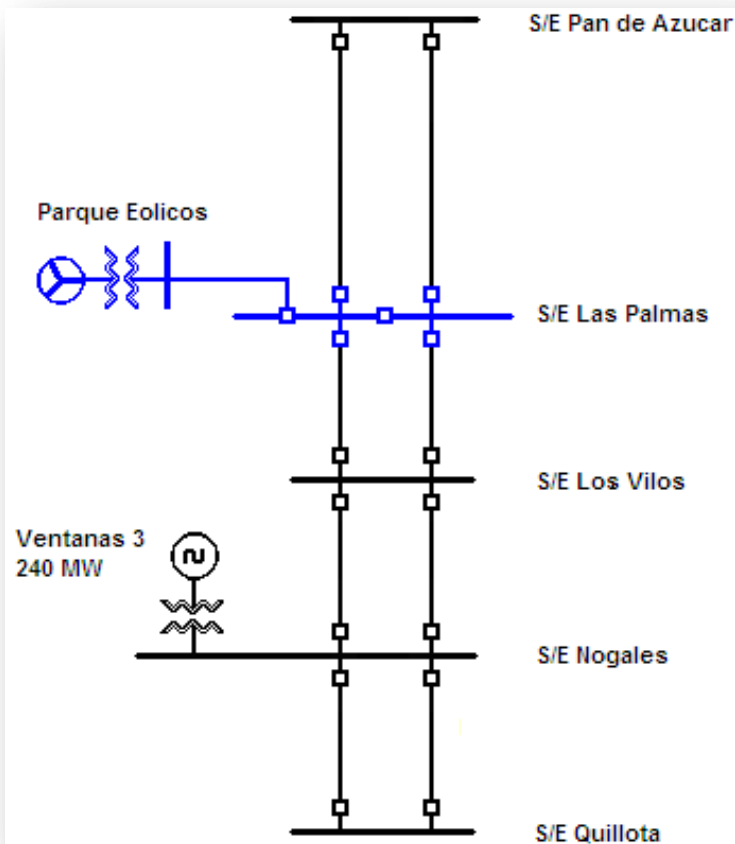 S/E Pan de Azucar
Parque Eolicos
S/E Las Palmas
S/E Los Vilos
Ventanas 3
240 MW
S/E Nogales
S/E Quillota